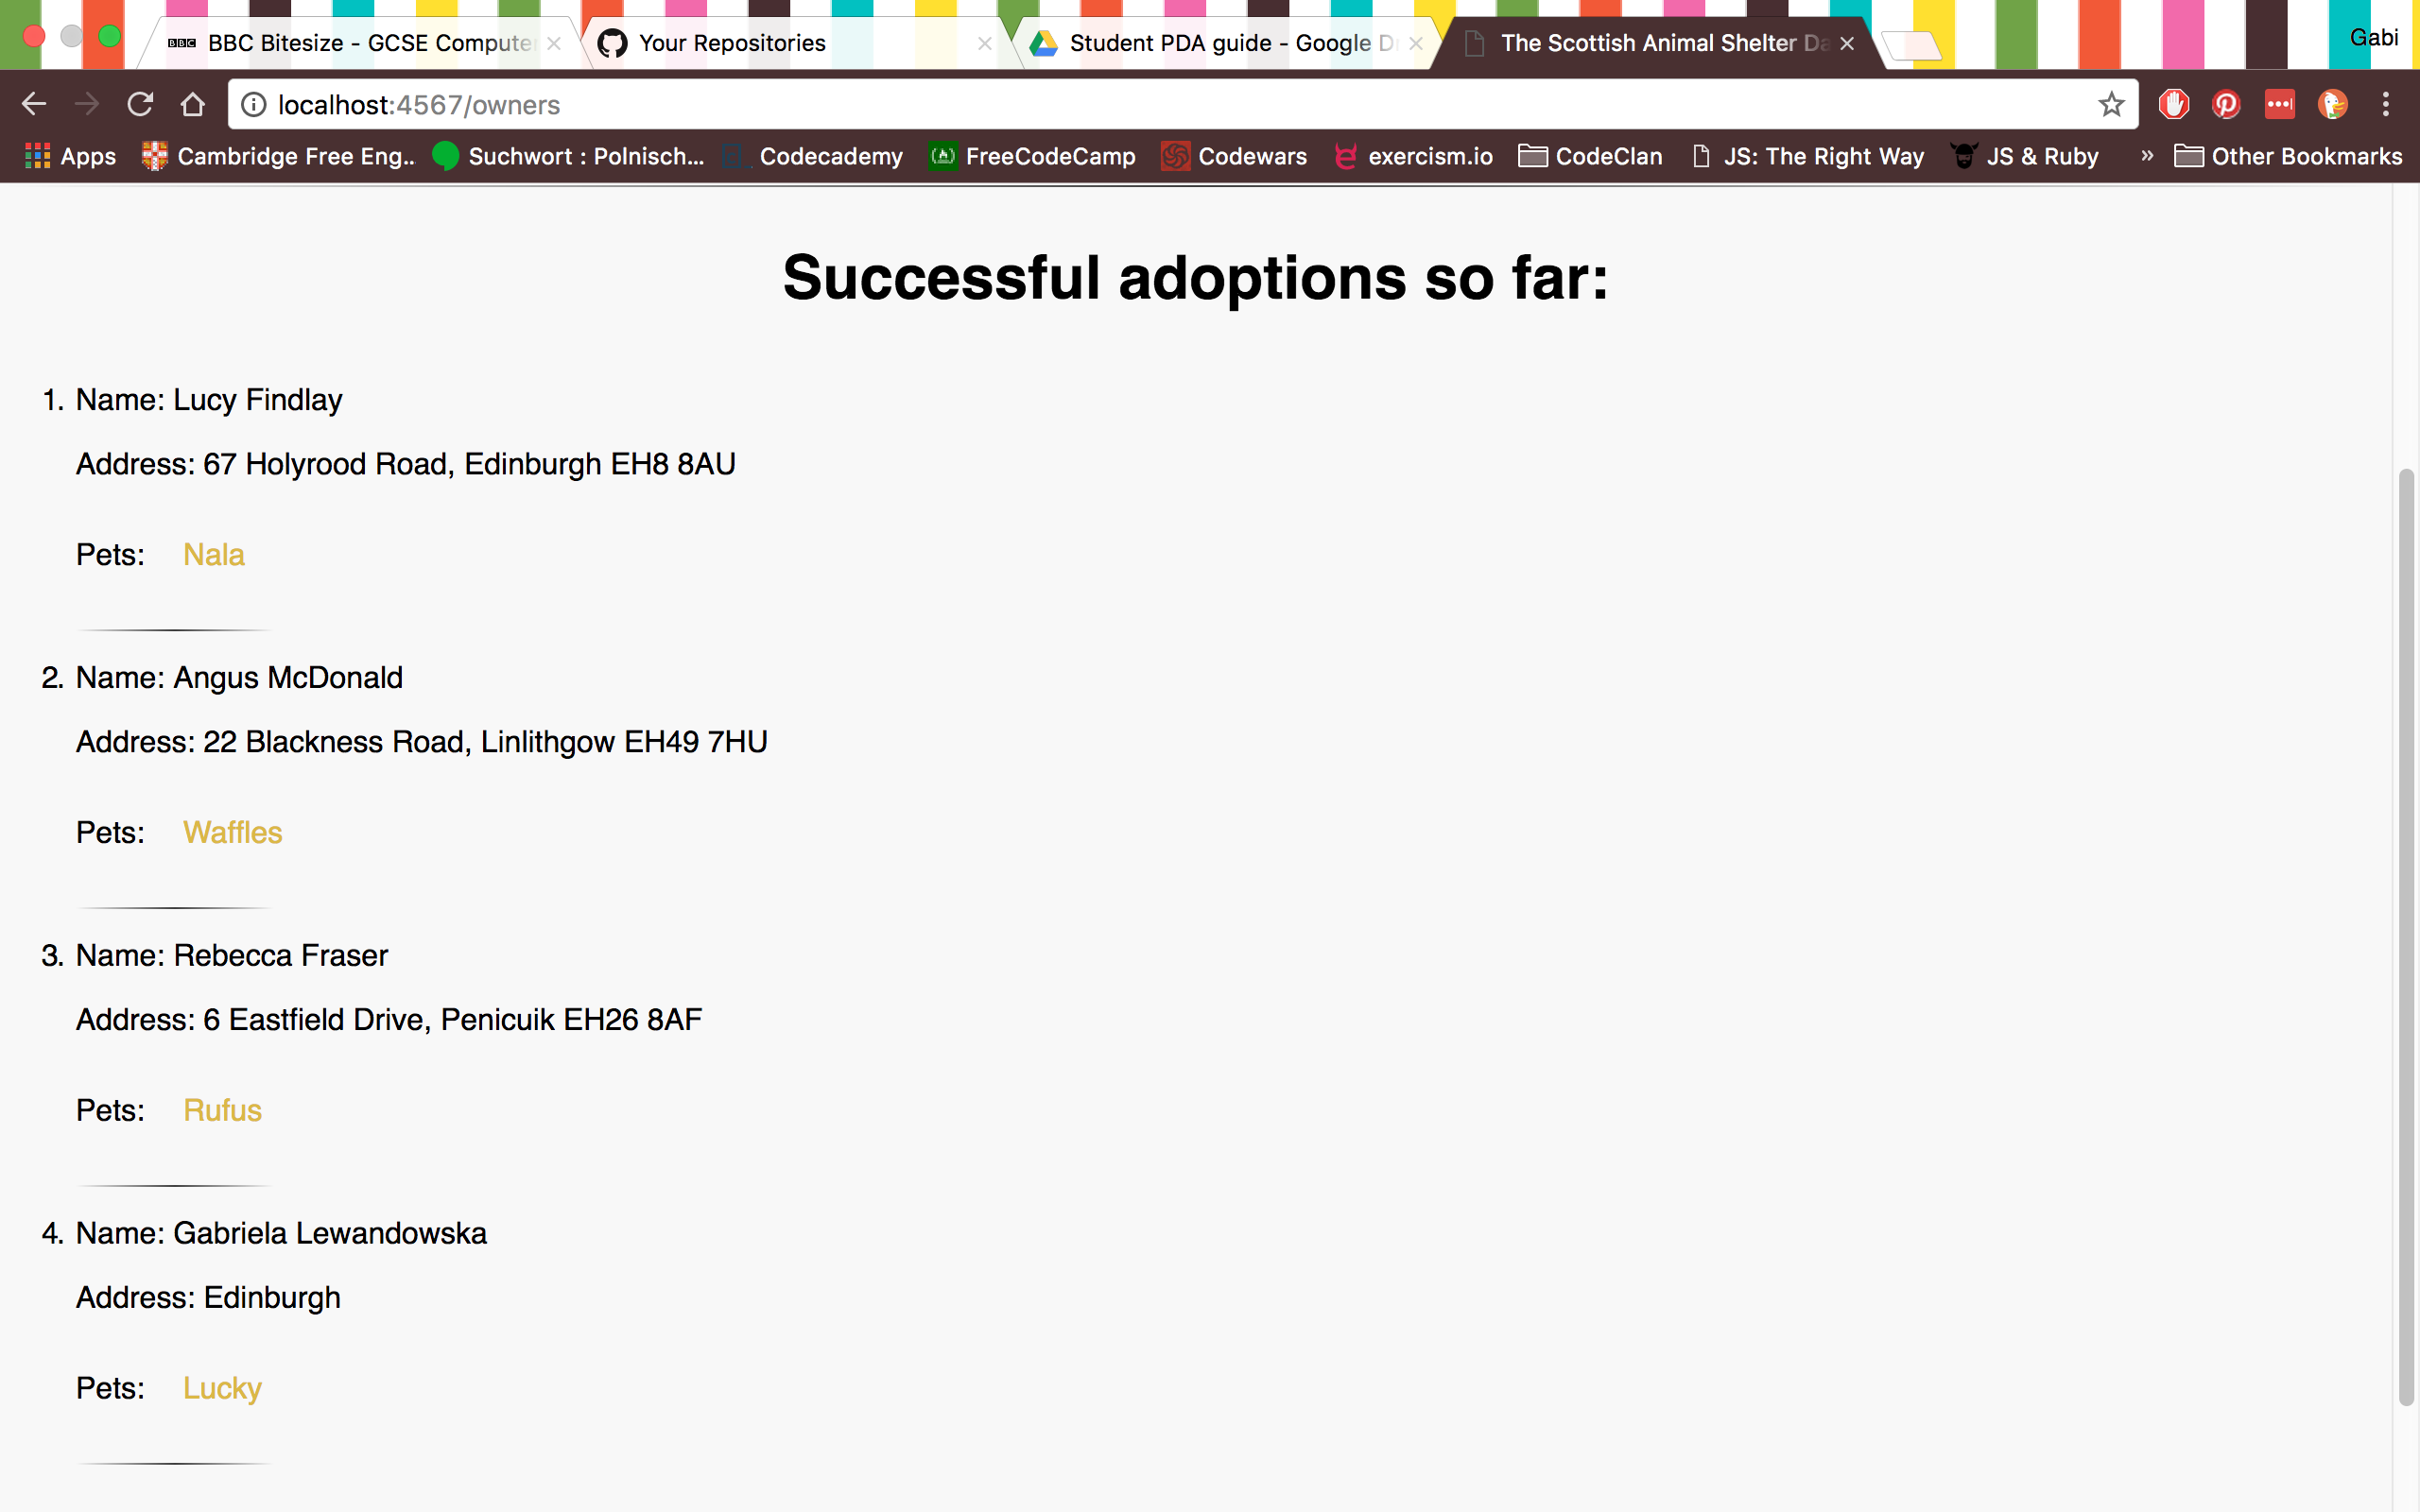 BBC BBC Bitesize - GCSE Compute
Your Repositories
Student PDA guide - Google D
The Scottish Animal Shelter Da
Gabi
localhost:4567/owners
Apps
Cambridge Free Eng...
Suchwort : Polnisch...
Codecademy
FreeCodeCamp
Codewars
exercism.io
CodeClan
JS: The Right Way
JS & Ruby
»
Other Bookmarks
Successful adoptions so far:
1. Name: Lucy Findlay
Address: 67 Holyrood Road, Edinburgh EH8 8AU
Pets: Nala
2. Name: Angus McDonald
Address: 22 Blackness Road, Linlithgow EH49 7HU
Pets: Waffles
3. Name: Rebecca Fraser
Address: 6 Eastfield Drive, Penicuik EH26 8AF
Pets: Rufus
4. Name: Gabriela Lewandowska
Address: Edinburgh
Pets: Lucky